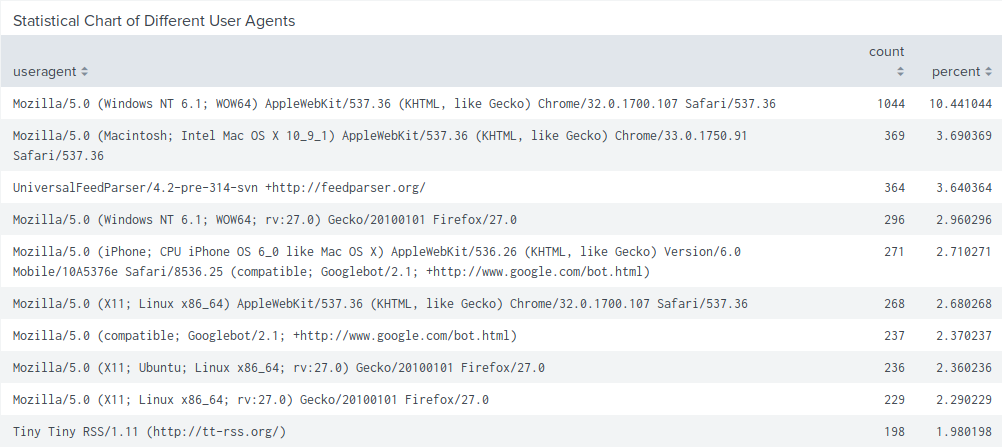 Statistical Chart of Different User Agents
count
useragent percent
Mozilla/5.0 (Windows NT 6.1; WOW64) AppleWebKit/537.36 (KHTML, like Gecko) Chrome/32.0.1700.107 Safari/537.36 1044 10.441044
Mozilla/5.0 (Macintosh; Intel Mac OS X 10_9_1) AppleWebKit/537.36 (KHTML, like Gecko) Chrome/33.0.1750.91 369 3.690369
Safari/537.36
UniversalFeedParser/4.2-pre-314-svn +http://feedparser.org/ 364 3.640364
Mozilla/5.0 (Windows NT 6.1; WOW64; rv:27.0) Gecko/20100101 Firefox/27.0 296 2.960296
Mozilla/5.0 (iPhone; CPU iPhone OS 6_0 like Mac OS X) AppleWebKit/536.26 (KHTML, like Gecko) Version/6.0 271 2.710271
Mobile/10A5376e Safari/8536.25 (compatible; Googlebot/2.1; +http://www.google.com/bot.html)
Mozilla/5.0 (X11; Linux x86_64) AppleWebKit/537.36 (KHTML, like Gecko) Chrome/32.0.1700.107 Safari/537.36 268 2.680268
Mozilla/5.0 (compatible; Googlebot/2.1; +http://www.google.com/bot.html) 237 2.370237
Mozilla/5.0 (X11; Ubuntu; Linux x86_64; rv:27.0) Gecko/20100101 Firefox/27.0 236 2.360236
Mozilla/5.0 (X11; Linux x86_64; rv:27.0) Gecko/20100101 Firefox/27.0 229 2.290229
Tiny Tiny RSS/1.11 (http://tt-rss.org/) 198 1.980198